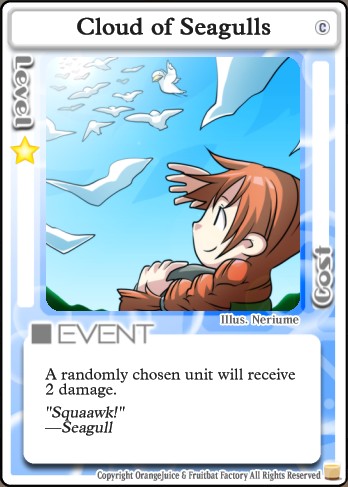 Cloud of Seagulls
C
Level
Cost
Illus. Neriume
EVENT
A randomly chosen unit will receive
2 damage.
"Squaawk!"
—Seagull
Copyright Orangejuice & Fruitbat Factory All Rights Reserved